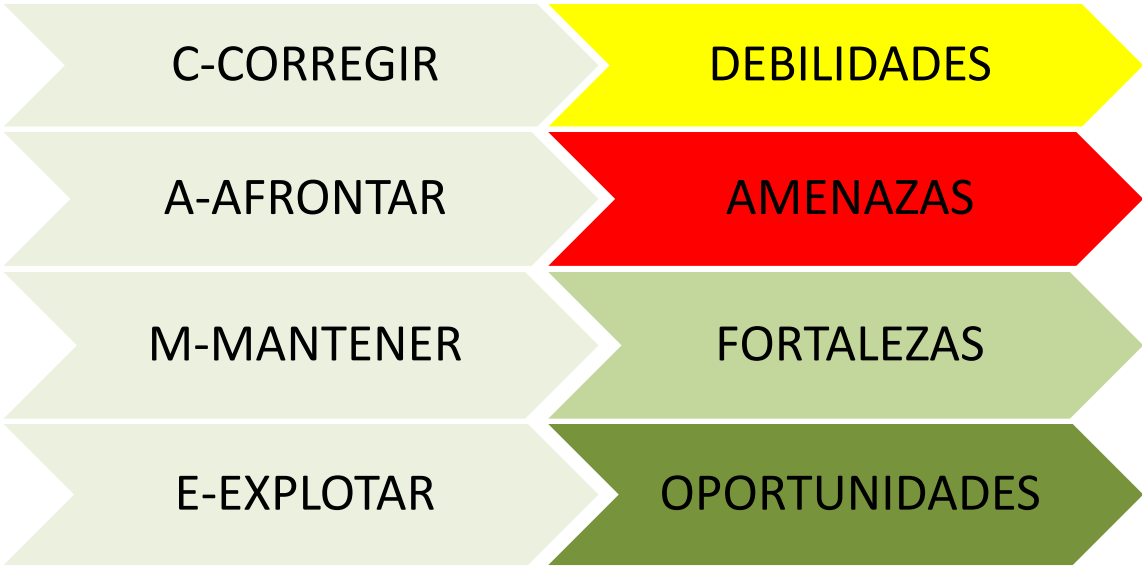 C-CORREGIR DEBILIDADES
A-AFRONTAR AMENAZAS
M-MANTENER FORTALEZAS
E-EXPLOTAR OPORTUNIDADES